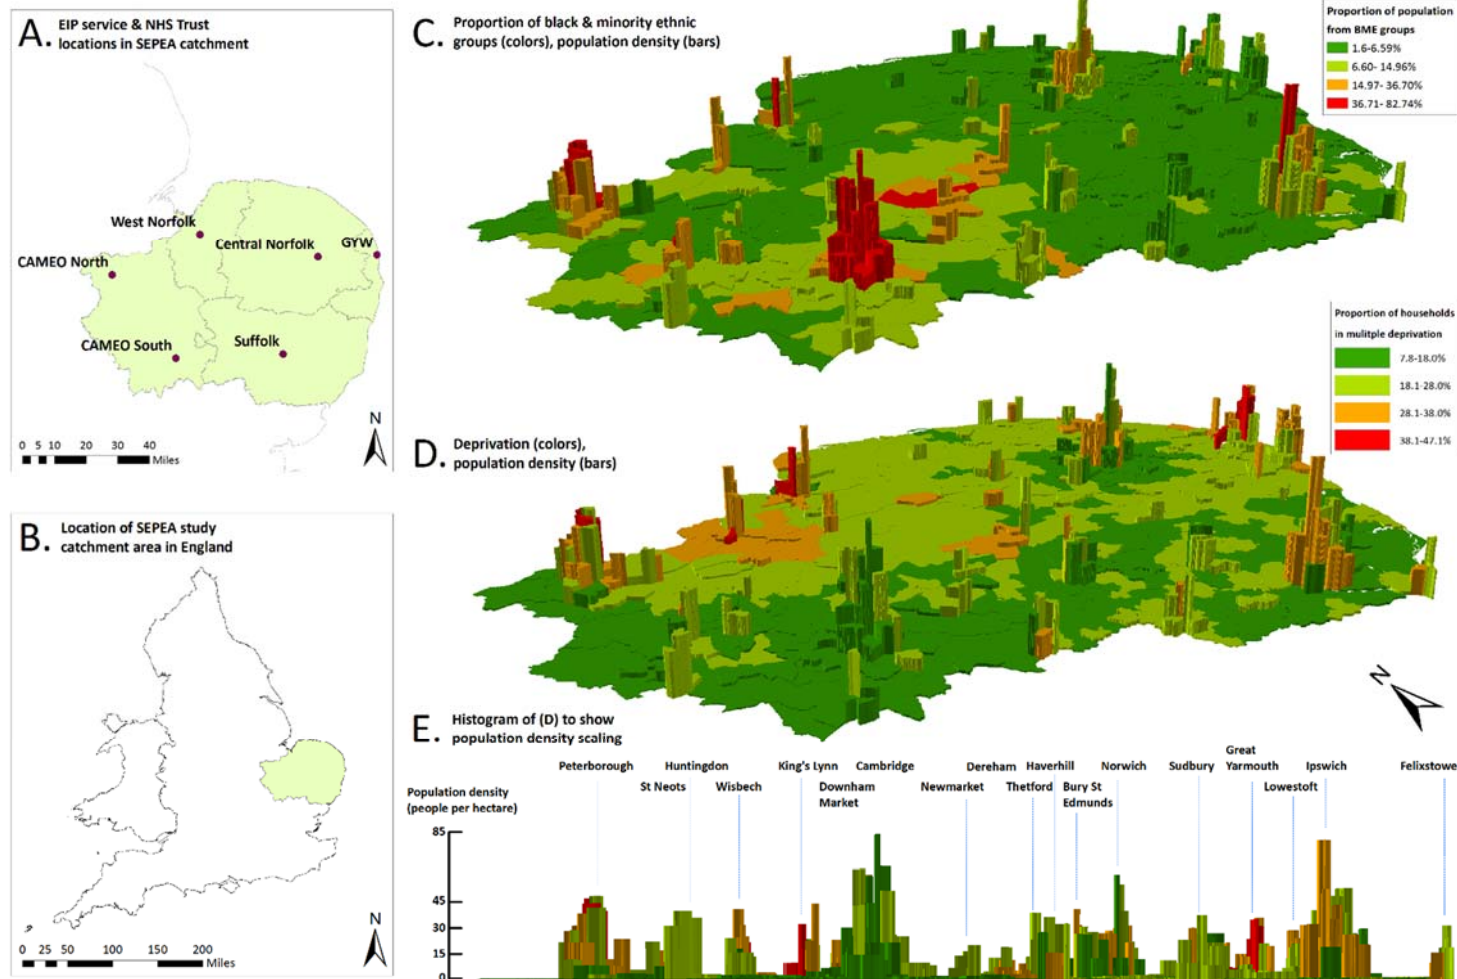 A. EIP service & NHS Trust
locations in SEPEA catchment
West Norfolk
Central Norfolk
GYW
CAMEO North
CAMEO South
Suffolk
N
0 5 10 20 30 40
Miles
B. Location of SEPEA study
catchment area in England
N
0 25 50 100 150 200
Miles
C. Proportion of black & minority ethnic
groups (colors), population density (bars)
Proportion of population
from BME groups
1.6-6.59%
6.60- 14.96%
14.97- 36.70%
36.71- 82.74%
D. Deprivation (colors),
population density (bars)
Proportion of households
in mulitple deprivation
7.8-18.0%
18.1-28.0%
28.1-38.0%
38.1-47.1%
N
E. Histogram of (D) to show
population density scaling
Population density
(people per hectare)
85
45
30
15
0
Peterborough
St Neots
Huntingdon
Wisbech
King's Lynn
Downham
Market
Cambridge
Newmarket
Dereham
Thetford
Haverhill
Bury St
Edmunds
Norwich
Sudbury
Great
Yarmouth
Lowestoft
Ipswich
Felixstowe